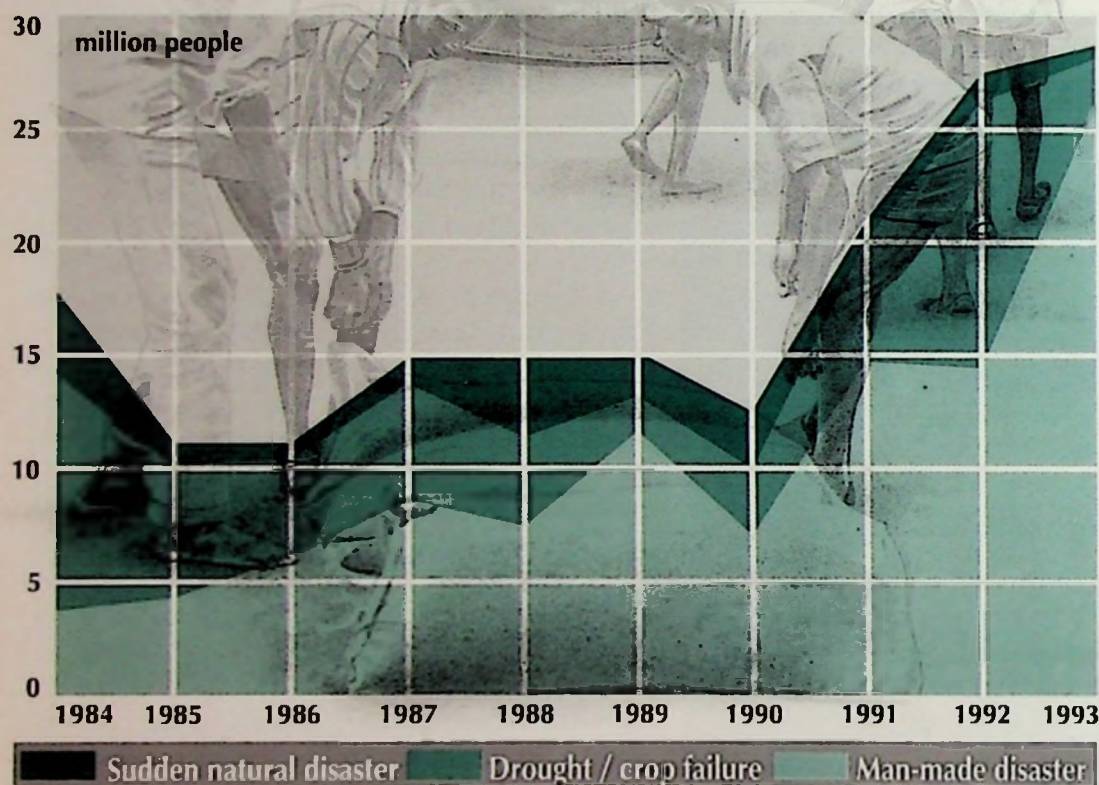 30
million people
25
20
15
10
5
0
1984 1985 1986 1987 1988 1989 1990 1991 1992 1993
Sudden natural disaster Drought / crop failure Man-made disaster